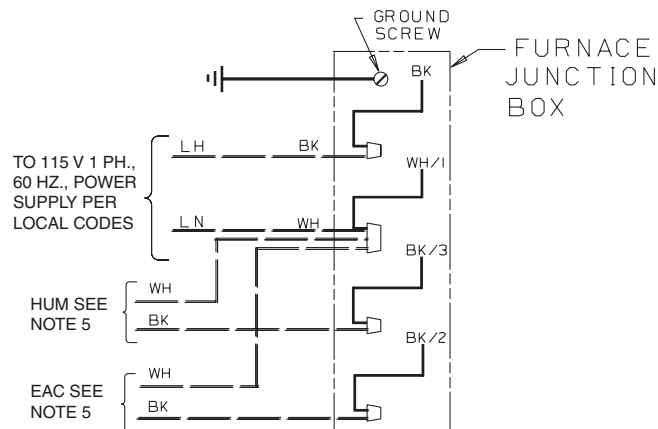 GROUND
SCREW
FURNACE
JUNCTION
BOX
BK
LH BK
TO 115 V 1 PH.,
60 HZ., POWER
SUPPLY PER
LOCAL CODES
WH/1
LN WH
BK/3
WH
HUM SEE
NOTE 5
BK
BK/2
WH
EAC SEE
NOTE 5
BK